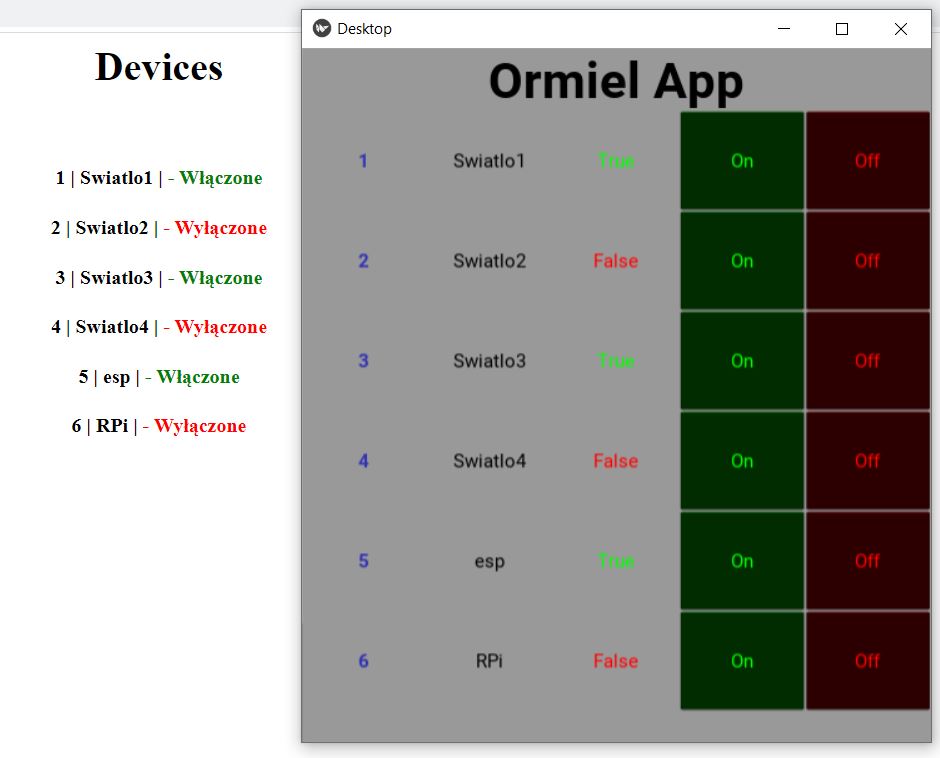 Devices
1 | Swiatlo1 | - Włączone
2 | Swiatlo2 | - Wyłączone
3 | Swiatlo3 | - Włączone
4 | Swiatlo4 | - Wyłączone
5 | esp | - Włączone
6 | RPi | - Wyłączone
Desktop
Ormiel App
1 Swiatlo1 True On Off
2 Swiatlo2 False On Off
3 Swiatlo3 True On Off
4 Swiatlo4 False On Off
5 esp True On Off
6 RPi False On Off